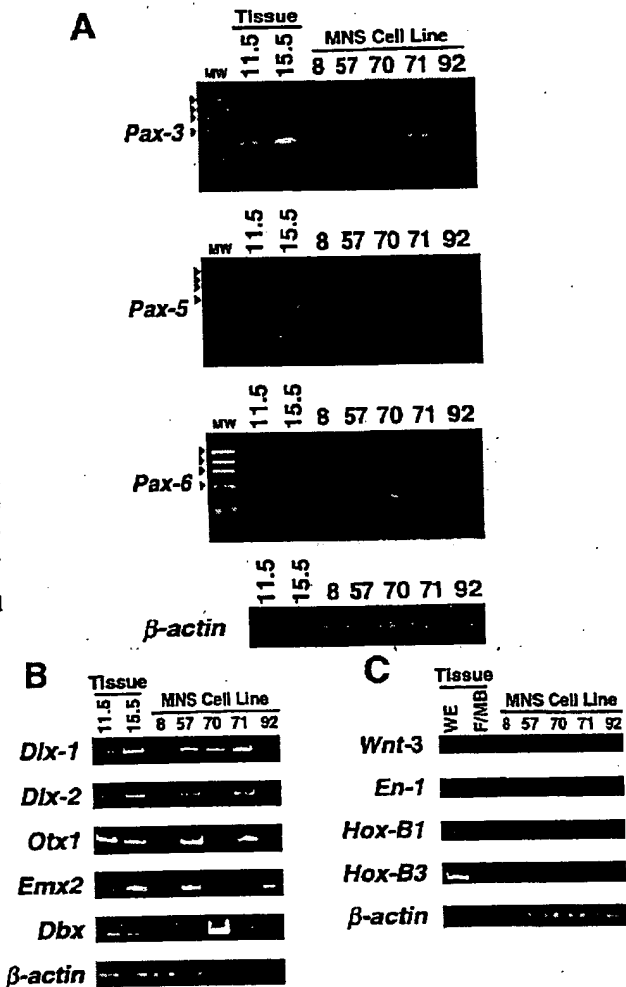 A
Tissue
MNS Cell Line
MW 11.5 15.5 8 57 70 71 92
Pax-3
MW 11.5 15.5 8 57 70 71 92
Pax-5
MW 11.5 15.5 8 57 70 71 92
Pax-6
11.5 15.5 8 57 70 71 92
β-actin
B
Tissue
MNS Cell Line
11.5 15.5 8 57 70 71 92
Dlx-1
Dlx-2
Otx1
Emx2
Dbx
β-actin
C
Tissue
MNS Cell Line
WE F/MB 8 57 70 71 92
Wnt-3
En-1
Hox-B1
Hox-B3
β-actin